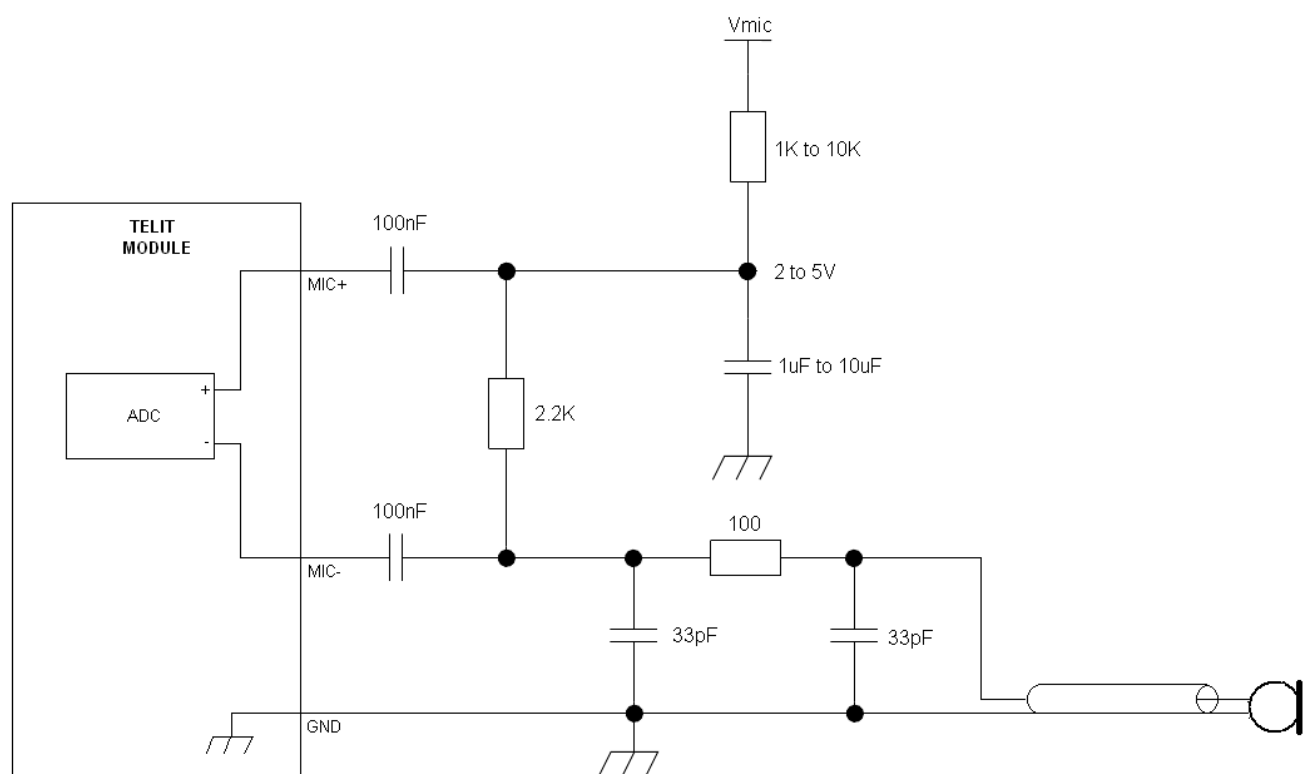 Vmic
1K to 10K
TELIT
MODULE
100nF
MIC+
2 to 5V
1uF to 10uF
+
ADC
-
2.2K
100nF
100
MIC-
33pF
33pF
GND